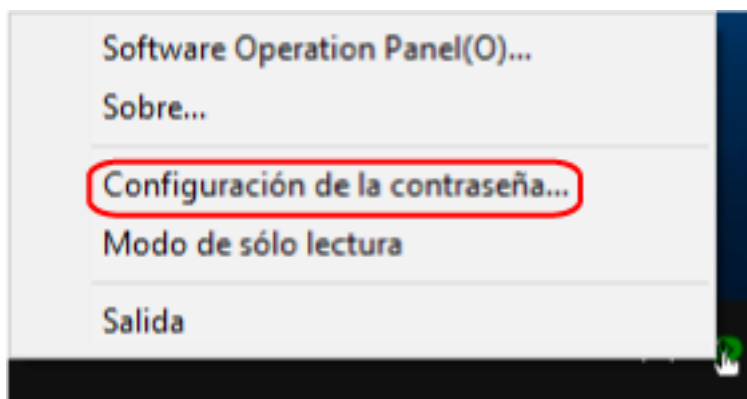 Software Operation Panel(O)...
Sobre...
Configuración de la contraseña...
Modo de sólo lectura
Salida